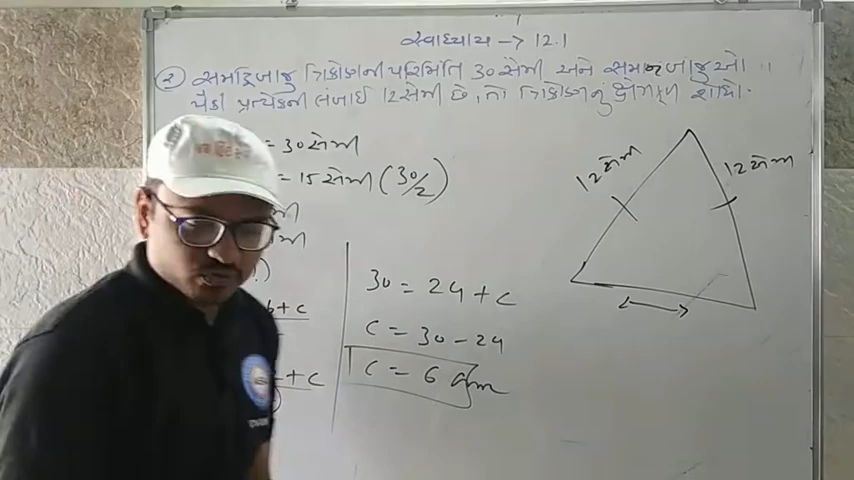 સ્વાધ્યાય → 12.1
② સમદ્વિબાજુ ત્રિકોણની પરિમિતિ 30 સેમી અને સમાન બાજુઓ
પૈકી પ્રત્યેકની લંબાઈ 12 સેમી છે, તો ત્રિકોણનું ક્ષેત્રફળ શોધો.
= 30 સેમી
= 15 સેમી (30/2)
મી
મી
12 સેમી
12 સેમી
+c
+c
30 = 24 + c
c = 30 - 24
c = 6